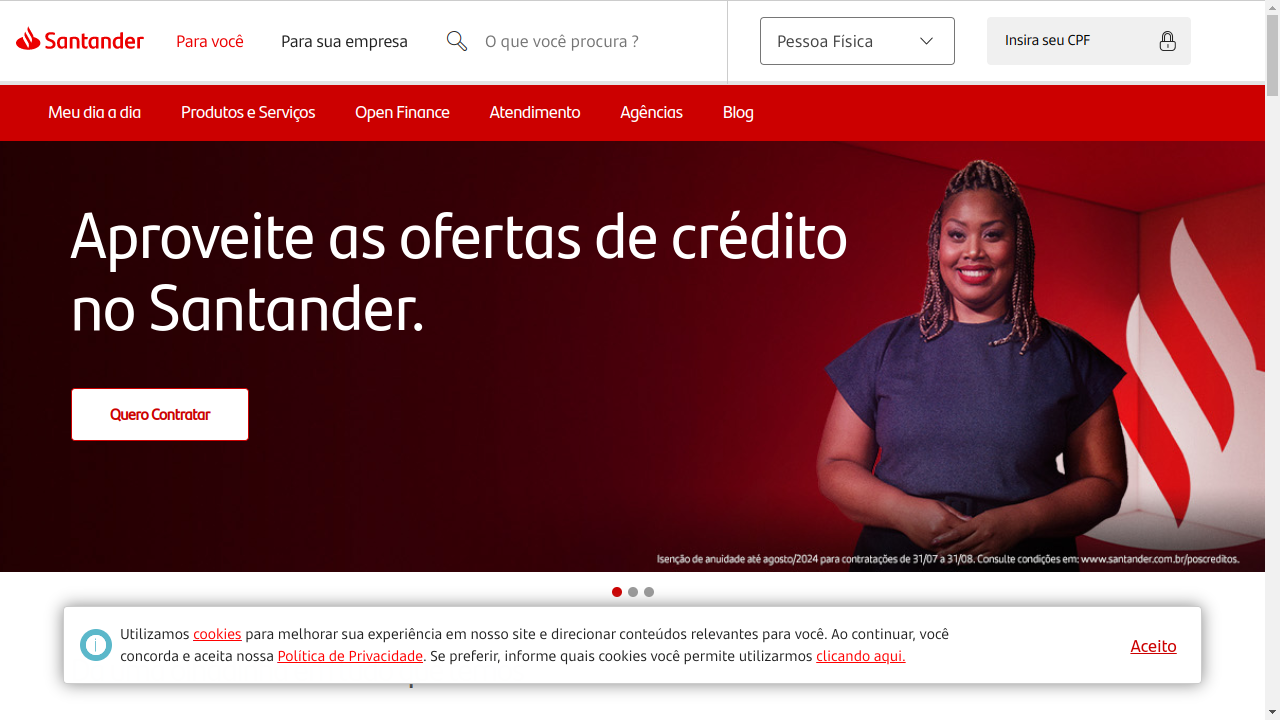 Santander
Para você
Para sua empresa
O que você procura ?
Pessoa Física
Insira seu CPF
Meu dia a dia
Produtos e Serviços
Open Finance
Atendimento
Agências
Blog
Aproveite as ofertas de crédito
no Santander.
Quero Contratar
Isenção de anuidade até agosto/2024 para contratações de 31/07 a 31/08. Consulte condições em: www.santander.com.br/poscreditos.
Utilizamos cookies para melhorar sua experiência em nosso site e direcionar conteúdos relevantes para você. Ao continuar, você
concorda e aceita nossa Política de Privacidade. Se preferir, informe quais cookies você permite utilizarmos clicando aqui.
Aceito